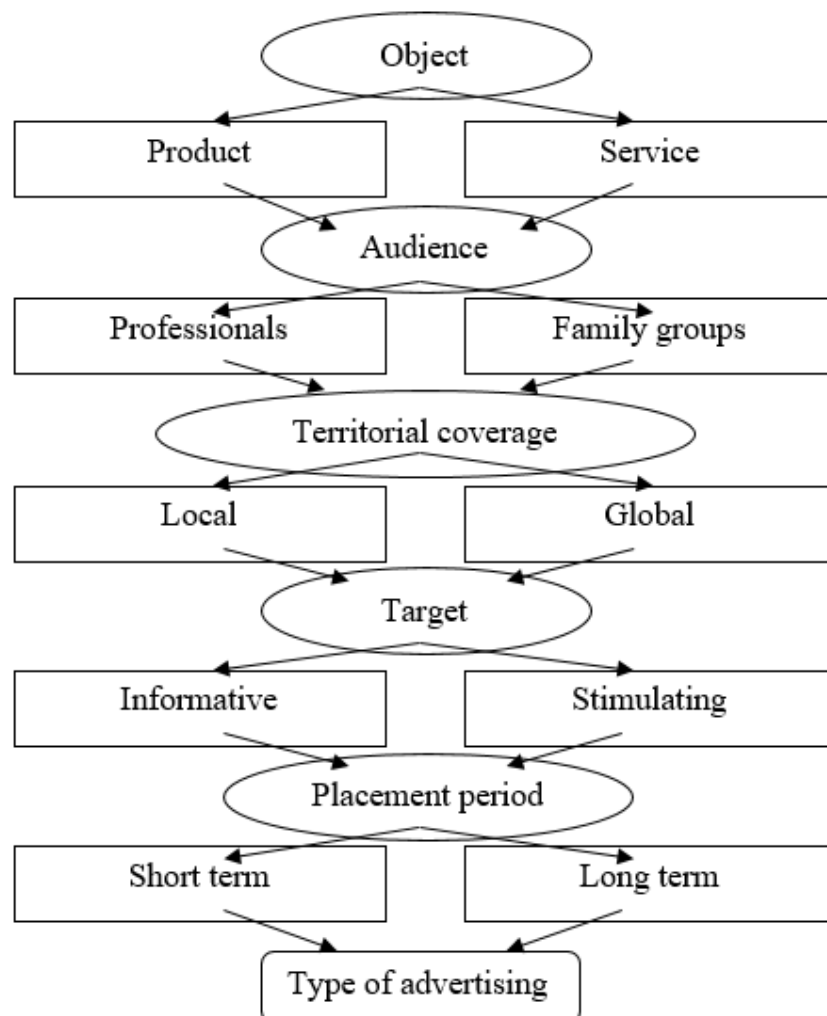 Object
Product
Service
Audience
Professionals
Family groups
Territorial coverage
Local
Global
Target
Informative
Stimulating
Placement period
Short term
Long term
Type of advertising